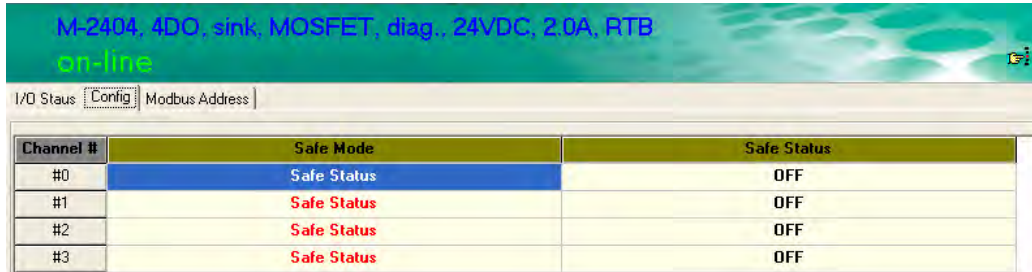 M-2404, 4DO, sink, MOSFET, diag., 24VDC, 2.0A, RTB
on-line
I/O Staus Config Modbus Address
Channel # Safe Mode Safe Status
#0 Safe Status OFF
#1 Safe Status OFF
#2 Safe Status OFF
#3 Safe Status OFF